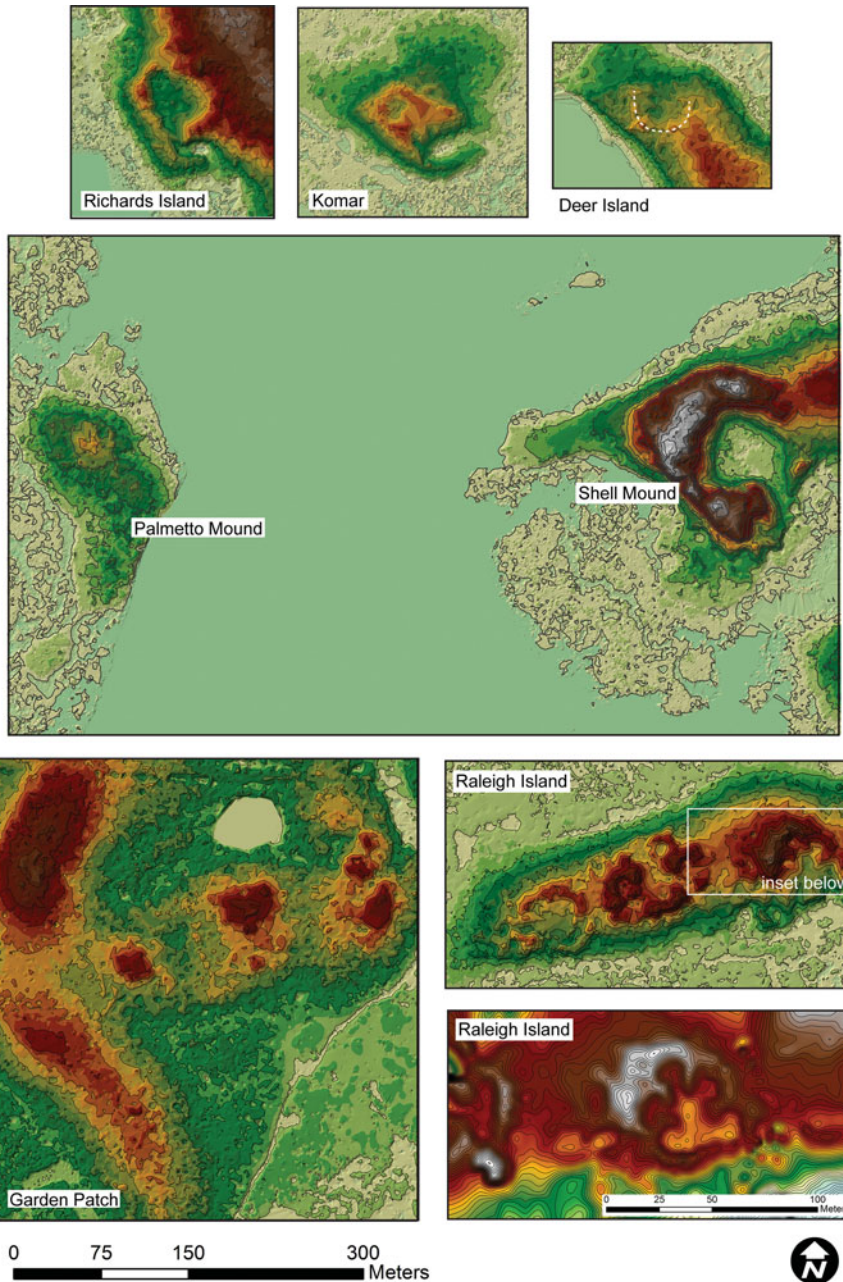 Richards Island
Komar
Deer Island
Palmetto Mound
Shell Mound
Garden Patch
Raleigh Island
inset below
Raleigh Island
0 25 50 100
Meters
0 75 150 300
Meters
N